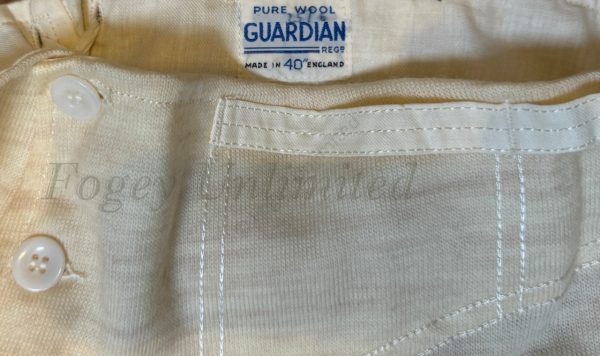 PURE WOOL
GUARDIAN
REGD
MADE IN 40" ENGLAND
Fogey Unlimited